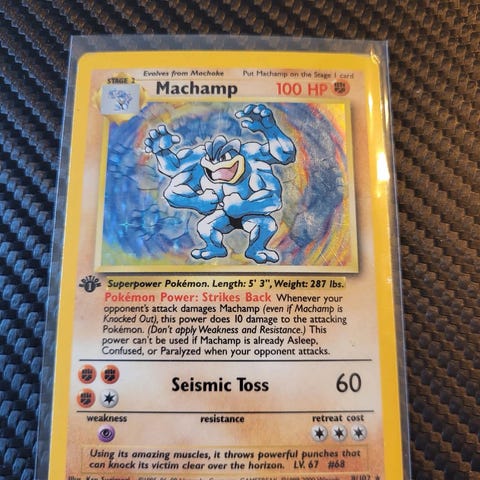 Evolves from Machoke Put Machamp on the Stage 1 card
STAGE 2
Machamp 100 HP
EDITION
1
Superpower Pokémon. Length: 5' 3", Weight: 287 lbs.
Pokémon Power: Strikes Back Whenever your
opponent's attack damages Machamp (even if Machamp is
Knocked Out), this power does 10 damage to the attacking
Pokémon. (Don't apply Weakness and Resistance.) This
power can't be used if Machamp is already Asleep,
Confused, or Paralyzed when your opponent attacks.
Seismic Toss 60
weakness resistance retreat cost
Using its amazing muscles, it throws powerful punches that
can knock its victim clear over the horizon. LV. 67 #68
8/102